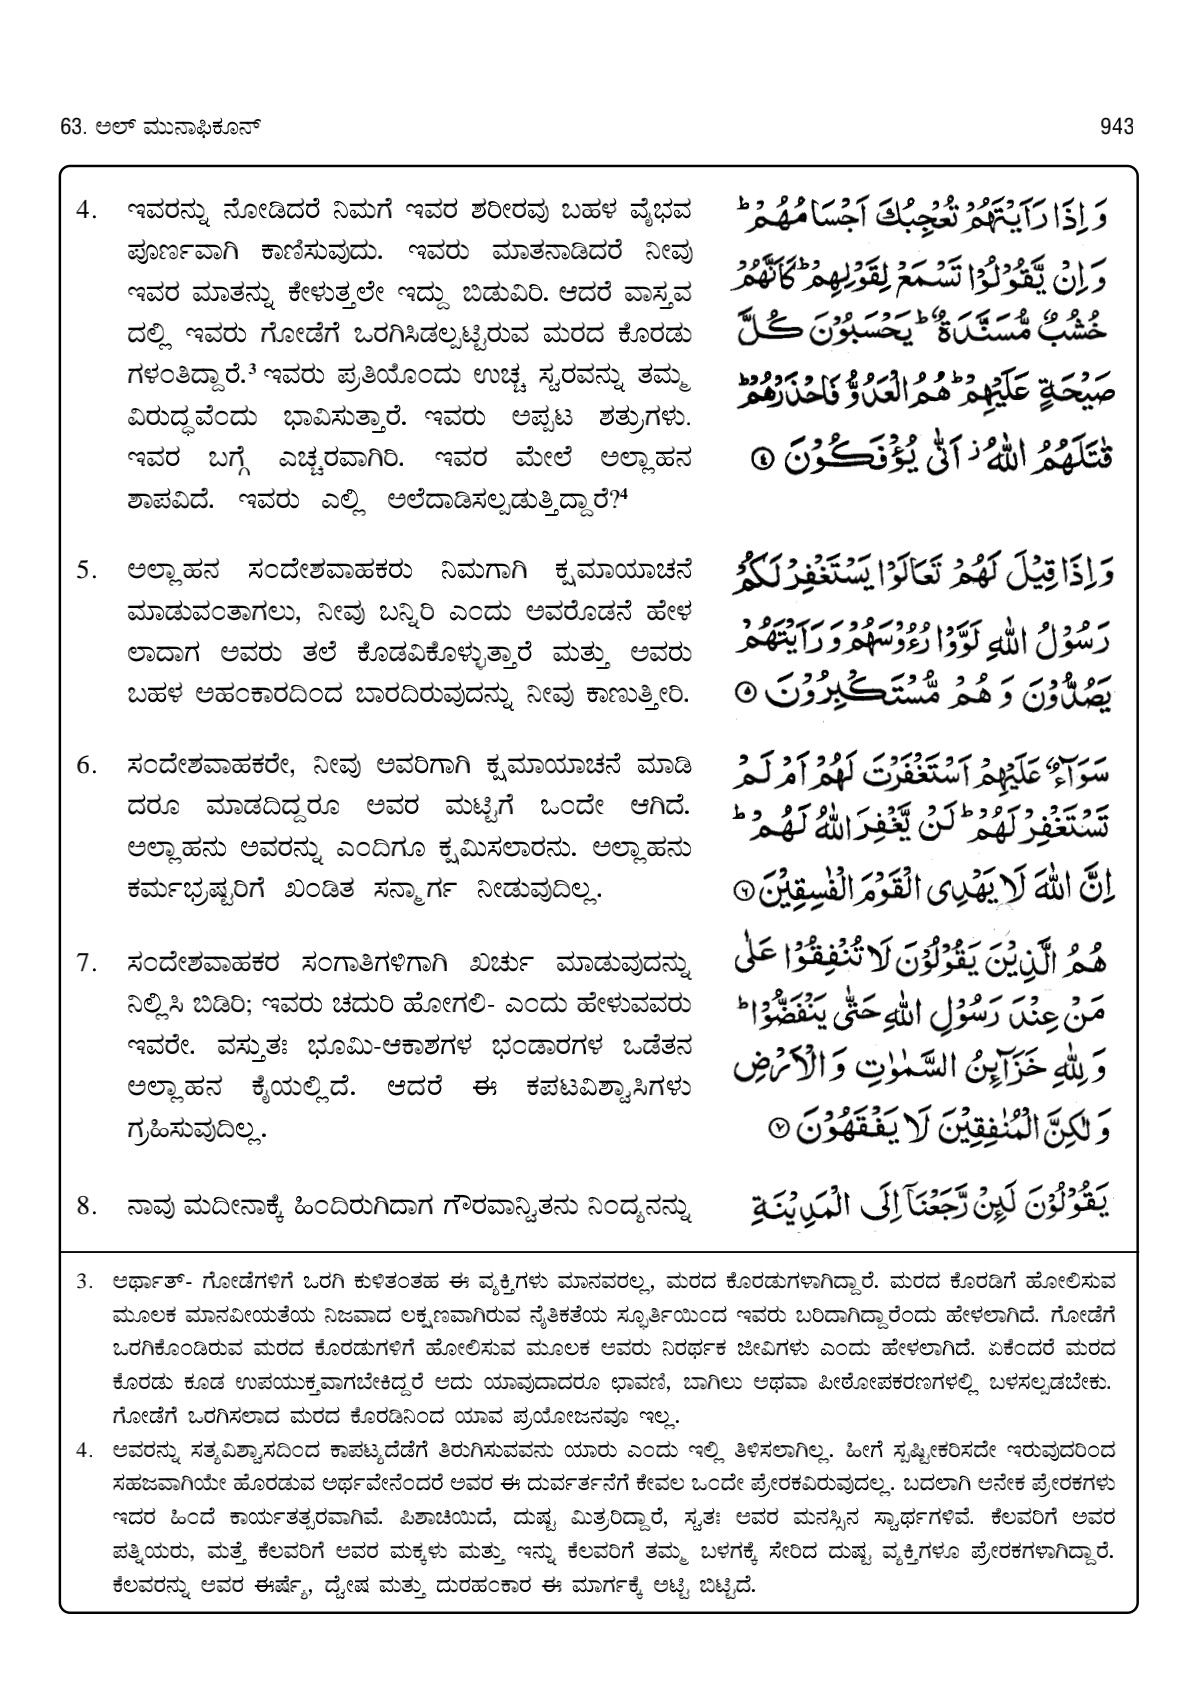 63. ಅಲ್ ಮುನಾಫಿಕೂನ್ 943
4. ಇವರನ್ನು ನೋಡಿದರೆ ನಿಮಗೆ ಇವರ ಶರೀರವು ಬಹಳ ವೈಭವ
ಪೂರ್ಣವಾಗಿ ಕಾಣಿಸುವುದು. ಇವರು ಮಾತನಾಡಿದರೆ ನೀವು
ಇವರ ಮಾತನ್ನು ಕೇಳುತ್ತಲೇ ಇದ್ದು ಬಿಡುವಿರಿ. ಆದರೆ ವಾಸ್ತವ
ದಲ್ಲಿ ಇವರು ಗೋಡೆಗೆ ಒರಗಿಸಿಡಲ್ಪಟ್ಟಿರುವ ಮರದ ಕೊರಡು
ಗಳಂತಿದ್ದಾರೆ.³ ಇವರು ಪ್ರತಿಯೊಂದು ಉಚ್ಚ ಸ್ವರವನ್ನು ತಮ್ಮ
ವಿರುದ್ಧವೆಂದು ಭಾವಿಸುತ್ತಾರೆ. ಇವರು ಅಪ್ಪಟ ಶತ್ರುಗಳು.
ಇವರ ಬಗ್ಗೆ ಎಚ್ಚರವಾಗಿರಿ. ಇವರ ಮೇಲೆ ಅಲ್ಲಾಹನ
ಶಾಪವಿದೆ. ಇವರು ಎಲ್ಲಿ ಅಲೆದಾಡಿಸಲ್ಪಡುತ್ತಿದ್ದಾರೆ?⁴
وَ اِذَا رَاَيْتَهُمْ تُعْجِبُكَ اَجْسَامُهُمْ ؕ
وَ اِنْ يَّقُوْلُوْا تَسْمَعْ لِقَوْلِهِمْ ؕ كَاَنَّهُمْ
خُشُبٌ مُّسَنَّدَةٌ ؕ يَحْسَبُوْنَ كُلَّ
صَيْحَةٍ عَلَيْهِمْ ؕ هُمُ الْعَدُوُّ فَاحْذَرْهُمْ ؕ
قٰتَلَهُمُ اللّٰهُ ۫ اَنّٰى يُؤْفَكُوْنَ ﴿۴﴾
5. ಅಲ್ಲಾಹನ ಸಂದೇಶವಾಹಕರು ನಿಮಗಾಗಿ ಕ್ಷಮಾಯಾಚನೆ
ಮಾಡುವಂತಾಗಲು, ನೀವು ಬನ್ನಿರಿ ಎಂದು ಅವರೊಡನೆ ಹೇಳ
ಲಾದಾಗ ಅವರು ತಲೆ ಕೊಡವಿಕೊಳ್ಳುತ್ತಾರೆ ಮತ್ತು ಅವರು
ಬಹಳ ಅಹಂಕಾರದಿಂದ ಬಾರದಿರುವುದನ್ನು ನೀವು ಕಾಣುತ್ತೀರಿ.
وَ اِذَا قِيْلَ لَهُمْ تَعَالَوْا يَسْتَغْفِرْ لَكُمْ
رَسُوْلُ اللّٰهِ لَوَّوْا رُءُوْسَهُمْ وَ رَاَيْتَهُمْ
يَصُدُّوْنَ وَ هُمْ مُّسْتَكْبِرُوْنَ ﴿۵﴾
6. ಸಂದೇಶವಾಹಕರೇ, ನೀವು ಅವರಿಗಾಗಿ ಕ್ಷಮಾಯಾಚನೆ ಮಾಡಿ
ದರೂ ಮಾಡದಿದ್ದರೂ ಅವರ ಮಟ್ಟಿಗೆ ಒಂದೇ ಆಗಿದೆ.
ಅಲ್ಲಾಹನು ಅವರನ್ನು ಎಂದಿಗೂ ಕ್ಷಮಿಸಲಾರನು. ಅಲ್ಲಾಹನು
ಕರ್ಮಭ್ರಷ್ಟರಿಗೆ ಖಂಡಿತ ಸನ್ಮಾರ್ಗ ನೀಡುವುದಿಲ್ಲ.
سَوَآءٌ عَلَيْهِمْ اَسْتَغْفَرْتَ لَهُمْ اَمْ لَمْ
تَسْتَغْفِرْ لَهُمْ ؕ لَنْ يَّغْفِرَ اللّٰهُ لَهُمْ ؕ
اِنَّ اللّٰهَ لَا يَهْدِى الْقَوْمَ الْفٰسِقِيْنَ ﴿۶﴾
7. ಸಂದೇಶವಾಹಕರ ಸಂಗಾತಿಗಳಿಗಾಗಿ ಖರ್ಚು ಮಾಡುವುದನ್ನು
ನಿಲ್ಲಿಸಿ ಬಿಡಿರಿ; ಇವರು ಚದುರಿ ಹೋಗಲಿ- ಎಂದು ಹೇಳುವವರು
ಇವರೇ. ವಸ್ತುತಃ ಭೂಮಿ-ಆಕಾಶಗಳ ಭಂಡಾರಗಳ ಒಡೆತನ
ಅಲ್ಲಾಹನ ಕೈಯಲ್ಲಿದೆ. ಆದರೆ ಈ ಕಪಟವಿಶ್ವಾಸಿಗಳು
ಗ್ರಹಿಸುವುದಿಲ್ಲ.
هُمُ الَّذِيْنَ يَقُوْلُوْنَ لَا تُنْفِقُوْا عَلٰى
مَنْ عِنْدَ رَسُوْلِ اللّٰهِ حَتّٰى يَنْفَضُّوْا ؕ
وَ لِلّٰهِ خَزَآئِنُ السَّمٰوٰتِ وَ الْاَرْضِ
وَ لٰكِنَّ الْمُنٰفِقِيْنَ لَا يَفْقَهُوْنَ ﴿۷﴾
8. ನಾವು ಮದೀನಾಕ್ಕೆ ಹಿಂದಿರುಗಿದಾಗ ಗೌರವಾನ್ವಿತನು ನಿಂದ್ಯನನ್ನು
يَقُوْلُوْنَ لَئِنْ رَّجَعْنَاۤ اِلَى الْمَدِيْنَةِ
3. ಅರ್ಥಾತ್- ಗೋಡೆಗಳಿಗೆ ಒರಗಿ ಕುಳಿತಂತಹ ಈ ವ್ಯಕ್ತಿಗಳು ಮಾನವರಲ್ಲ, ಮರದ ಕೊರಡುಗಳಾಗಿದ್ದಾರೆ. ಮರದ ಕೊರಡಿಗೆ ಹೋಲಿಸುವ
ಮೂಲಕ ಮಾನವೀಯತೆಯ ನಿಜವಾದ ಲಕ್ಷಣವಾಗಿರುವ ನೈತಿಕತೆಯ ಸ್ಫೂರ್ತಿಯಿಂದ ಇವರು ಬರಿದಾಗಿದ್ದಾರೆಂದು ಹೇಳಲಾಗಿದೆ. ಗೋಡೆಗೆ
ಒರಗಿಕೊಂಡಿರುವ ಮರದ ಕೊರಡುಗಳಿಗೆ ಹೋಲಿಸುವ ಮೂಲಕ ಅವರು ನಿರರ್ಥಕ ಜೀವಿಗಳು ಎಂದು ಹೇಳಲಾಗಿದೆ. ಏಕೆಂದರೆ ಮರದ
ಕೊರಡು ಕೂಡ ಉಪಯುಕ್ತವಾಗಬೇಕಿದ್ದರೆ ಅದು ಯಾವುದಾದರೂ ಛಾವಣಿ, ಬಾಗಿಲು ಅಥವಾ ಪೀಠೋಪಕರಣಗಳಲ್ಲಿ ಬಳಸಲ್ಪಡಬೇಕು.
ಗೋಡೆಗೆ ಒರಗಿಸಲಾದ ಮರದ ಕೊರಡಿನಿಂದ ಯಾವ ಪ್ರಯೋಜನವೂ ಇಲ್ಲ.
4. ಅವರನ್ನು ಸತ್ಯವಿಶ್ವಾಸದಿಂದ ಕಾಪಟ್ಯದೆಡೆಗೆ ತಿರುಗಿಸುವವನು ಯಾರು ಎಂದು ಇಲ್ಲಿ ತಿಳಿಸಲಾಗಿಲ್ಲ. ಹೀಗೆ ಸ್ಪಷ್ಟೀಕರಿಸದೇ ಇರುವುದರಿಂದ
ಸಹಜವಾಗಿಯೇ ಹೊರಡುವ ಅರ್ಥವೇನೆಂದರೆ ಅವರ ಈ ದುರ್ವರ್ತನೆಗೆ ಕೇವಲ ಒಂದೇ ಪ್ರೇರಕವಿರುವುದಲ್ಲ. ಬದಲಾಗಿ ಅನೇಕ ಪ್ರೇರಕಗಳು
ಇದರ ಹಿಂದೆ ಕಾರ್ಯತತ್ಪರವಾಗಿವೆ. ಪಿಶಾಚಿಯಿದೆ, ದುಷ್ಟ ಮಿತ್ರರಿದ್ದಾರೆ, ಸ್ವತಃ ಅವರ ಮನಸ್ಸಿನ ಸ್ವಾರ್ಥಗಳಿವೆ. ಕೆಲವರಿಗೆ ಅವರ
ಪತ್ನಿಯರು, ಮತ್ತೆ ಕೆಲವರಿಗೆ ಅವರ ಮಕ್ಕಳು ಮತ್ತು ಇನ್ನು ಕೆಲವರಿಗೆ ತಮ್ಮ ಬಳಗಕ್ಕೆ ಸೇರಿದ ದುಷ್ಟ ವ್ಯಕ್ತಿಗಳೂ ಪ್ರೇರಕಗಳಾಗಿದ್ದಾರೆ.
ಕೆಲವರನ್ನು ಅವರ ಈರ್ಷ್ಯೆ, ದ್ವೇಷ ಮತ್ತು ದುರಹಂಕಾರ ಈ ಮಾರ್ಗಕ್ಕೆ ಅಟ್ಟಿ ಬಿಟ್ಟಿದೆ.